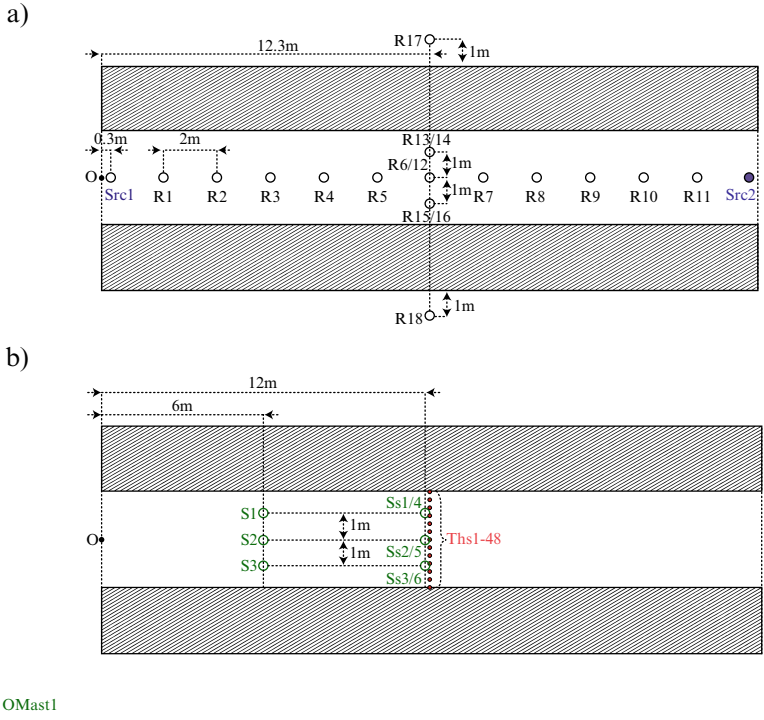 a)
R17
12.3m
1m
R13/14
0.3m
2m
R6/12
1m
O
1m
Src1
R1
R2
R3
R4
R5
R7
R8
R9
R10
R11
Src2
R15/16
1m
R18
b)
12m
6m
Ss1/4
S1
1m
O
S2
Ss2/5
Ths1-48
1m
S3
Ss3/6
OMast1